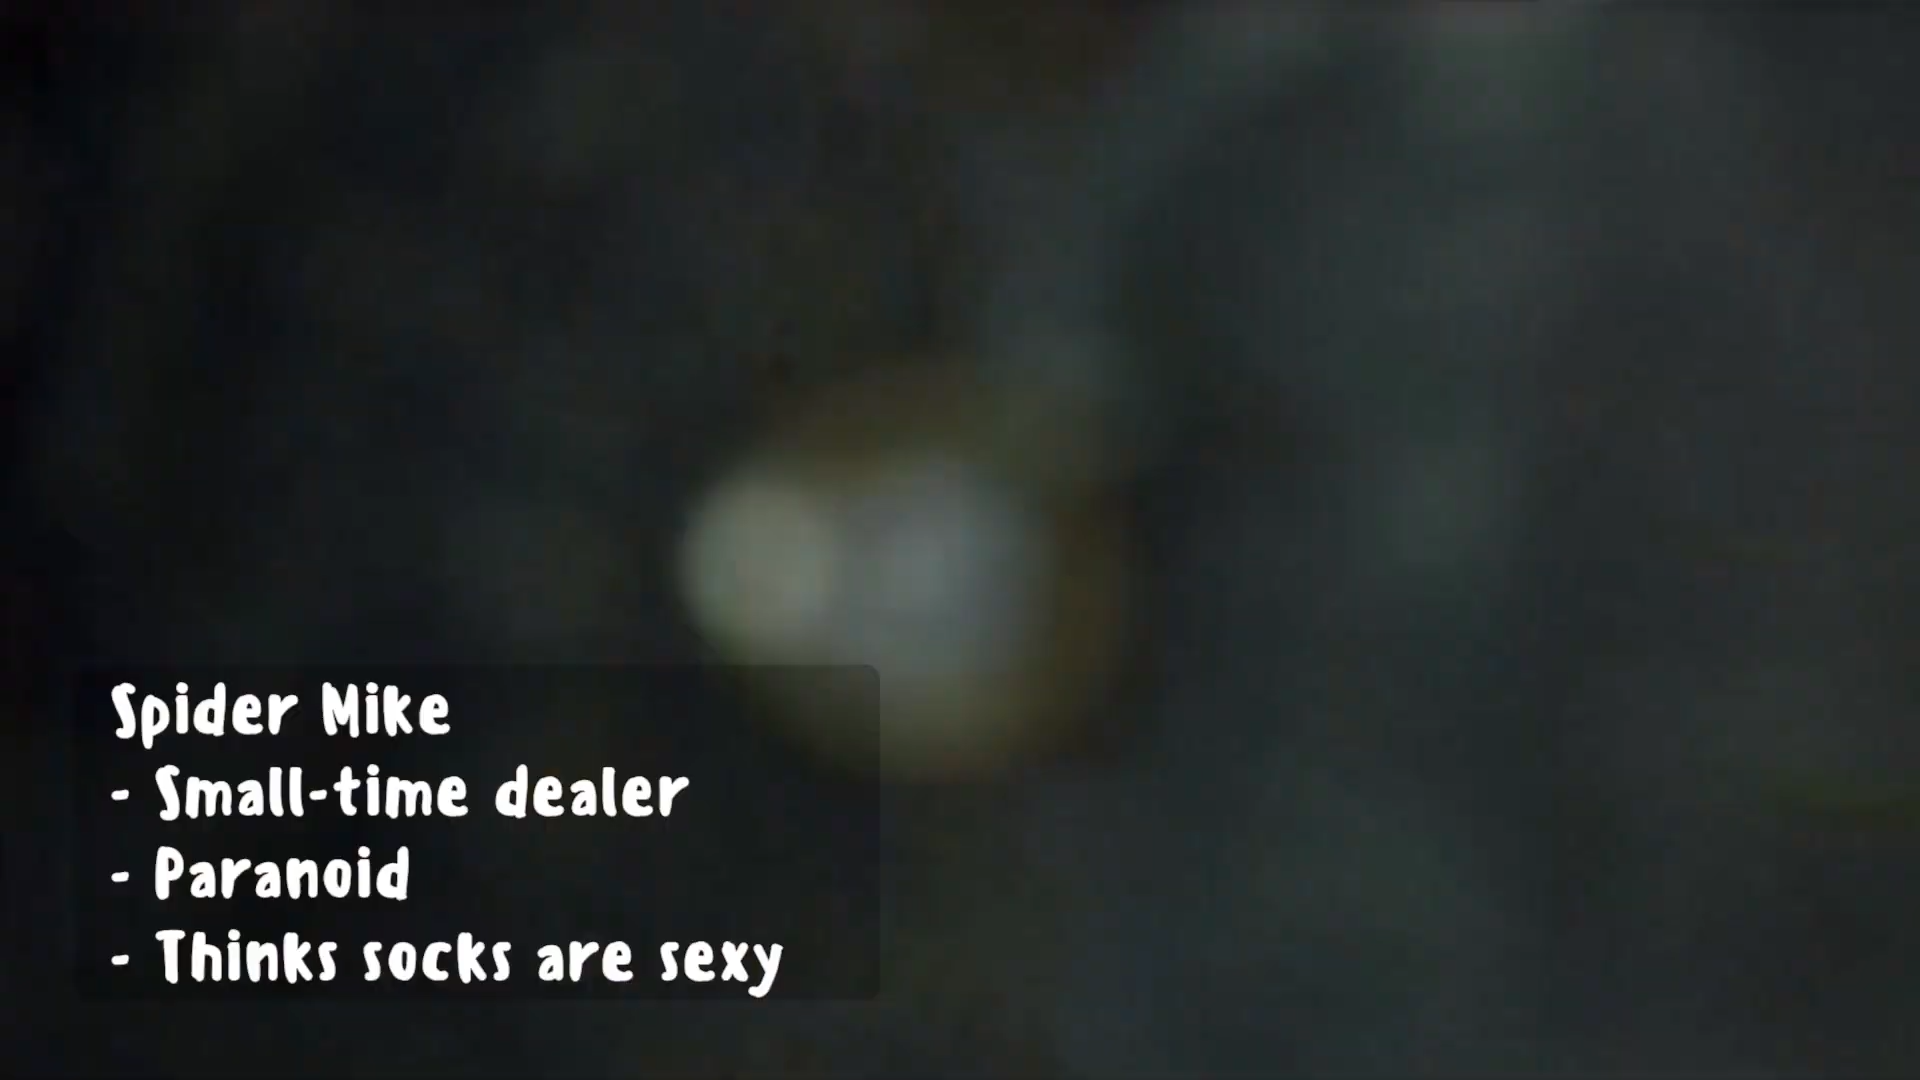 Spider Mike
- Small-time dealer
- Paranoid
- Thinks socks are sexy